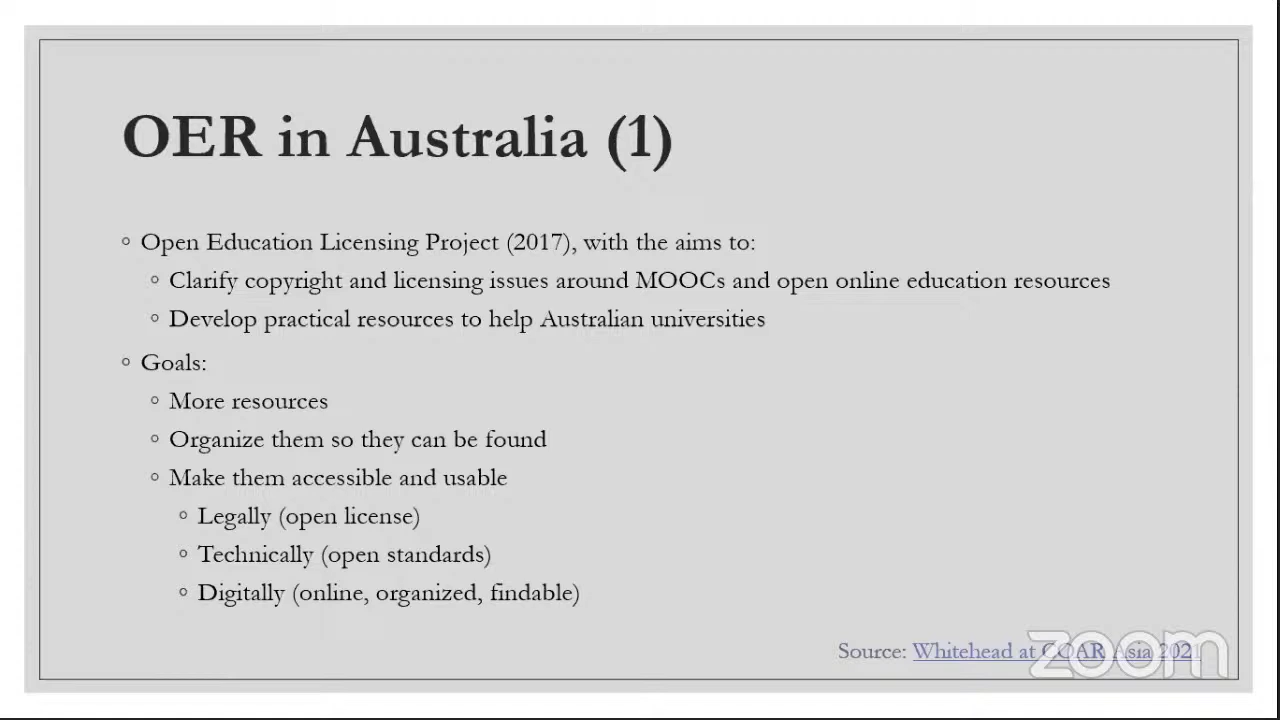 OER in Australia (1)
◦ Open Education Licensing Project (2017), with the aims to:
◦ Clarify copyright and licensing issues around MOOCs and open online education resources
◦ Develop practical resources to help Australian universities
◦ Goals:
◦ More resources
◦ Organize them so they can be found
◦ Make them accessible and usable
◦ Legally (open license)
◦ Technically (open standards)
◦ Digitally (online, organized, findable)
Source: Whitehead at COAR Asia 2021
zoom